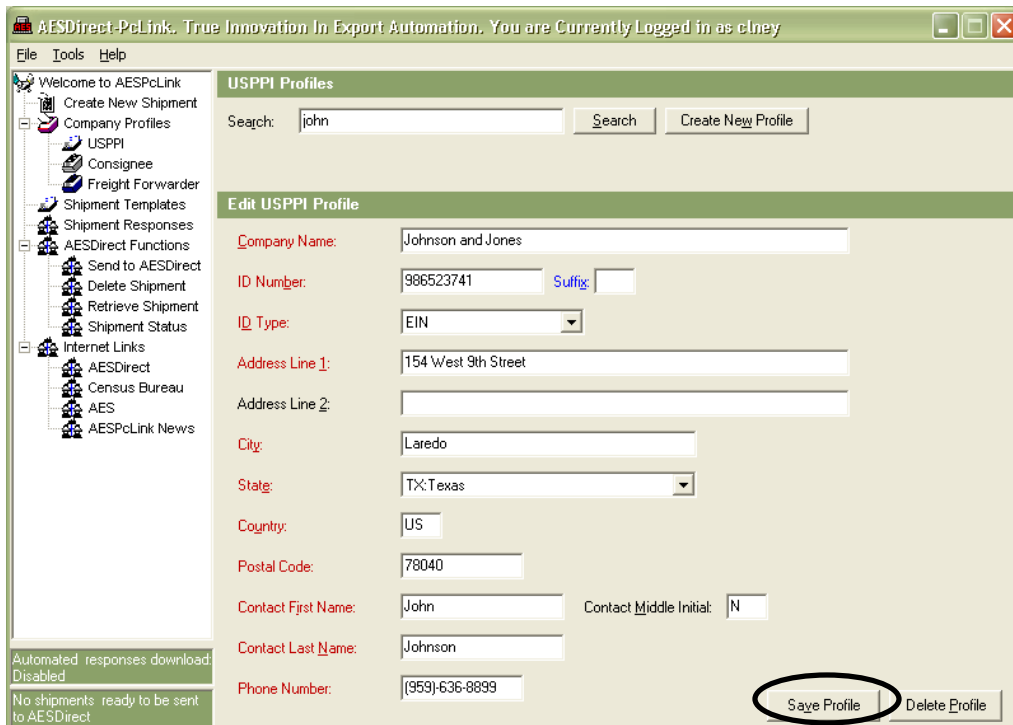 AESDirect-PcLink. True Innovation In Export Automation. You are Currently Logged in as clney
File Tools Help
Welcome to AESPcLink
Create New Shipment
Company Profiles
USPPI
Consignee
Freight Forwarder
Shipment Templates
Shipment Responses
AESDirect Functions
Send to AESDirect
Delete Shipment
Retrieve Shipment
Shipment Status
Internet Links
AESDirect
Census Bureau
AES
AESPcLink News
Automated responses download:
Disabled
No shipments ready to be sent
to AESDirect
USPPI Profiles
Search: john Search Create New Profile
Edit USPPI Profile
Company Name: Johnson and Jones
ID Number: 986523741 Suffix:
ID Type: EIN
Address Line 1: 154 West 9th Street
Address Line 2:
City: Laredo
State: TX:Texas
Country: US
Postal Code: 78040
Contact First Name: John Contact Middle Initial: N
Contact Last Name: Johnson
Phone Number: (959)-636-8899
Save Profile Delete Profile